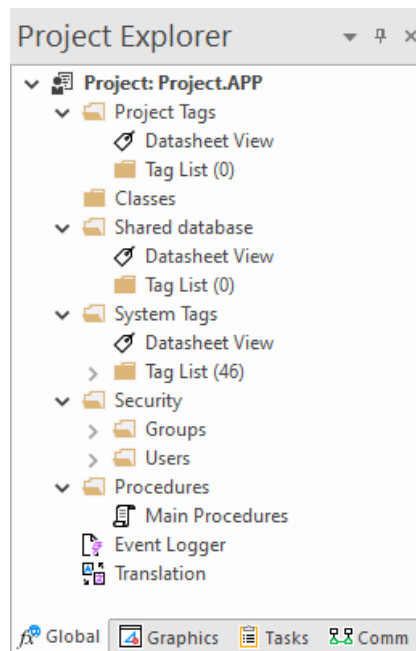 Project Explorer
Project: Project.APP
Project Tags
Datasheet View
Tag List (0)
Classes
Shared database
Datasheet View
Tag List (0)
System Tags
Datasheet View
Tag List (46)
Security
Groups
Users
Procedures
Main Procedures
Event Logger
Translation
fx Global Graphics Tasks Comm